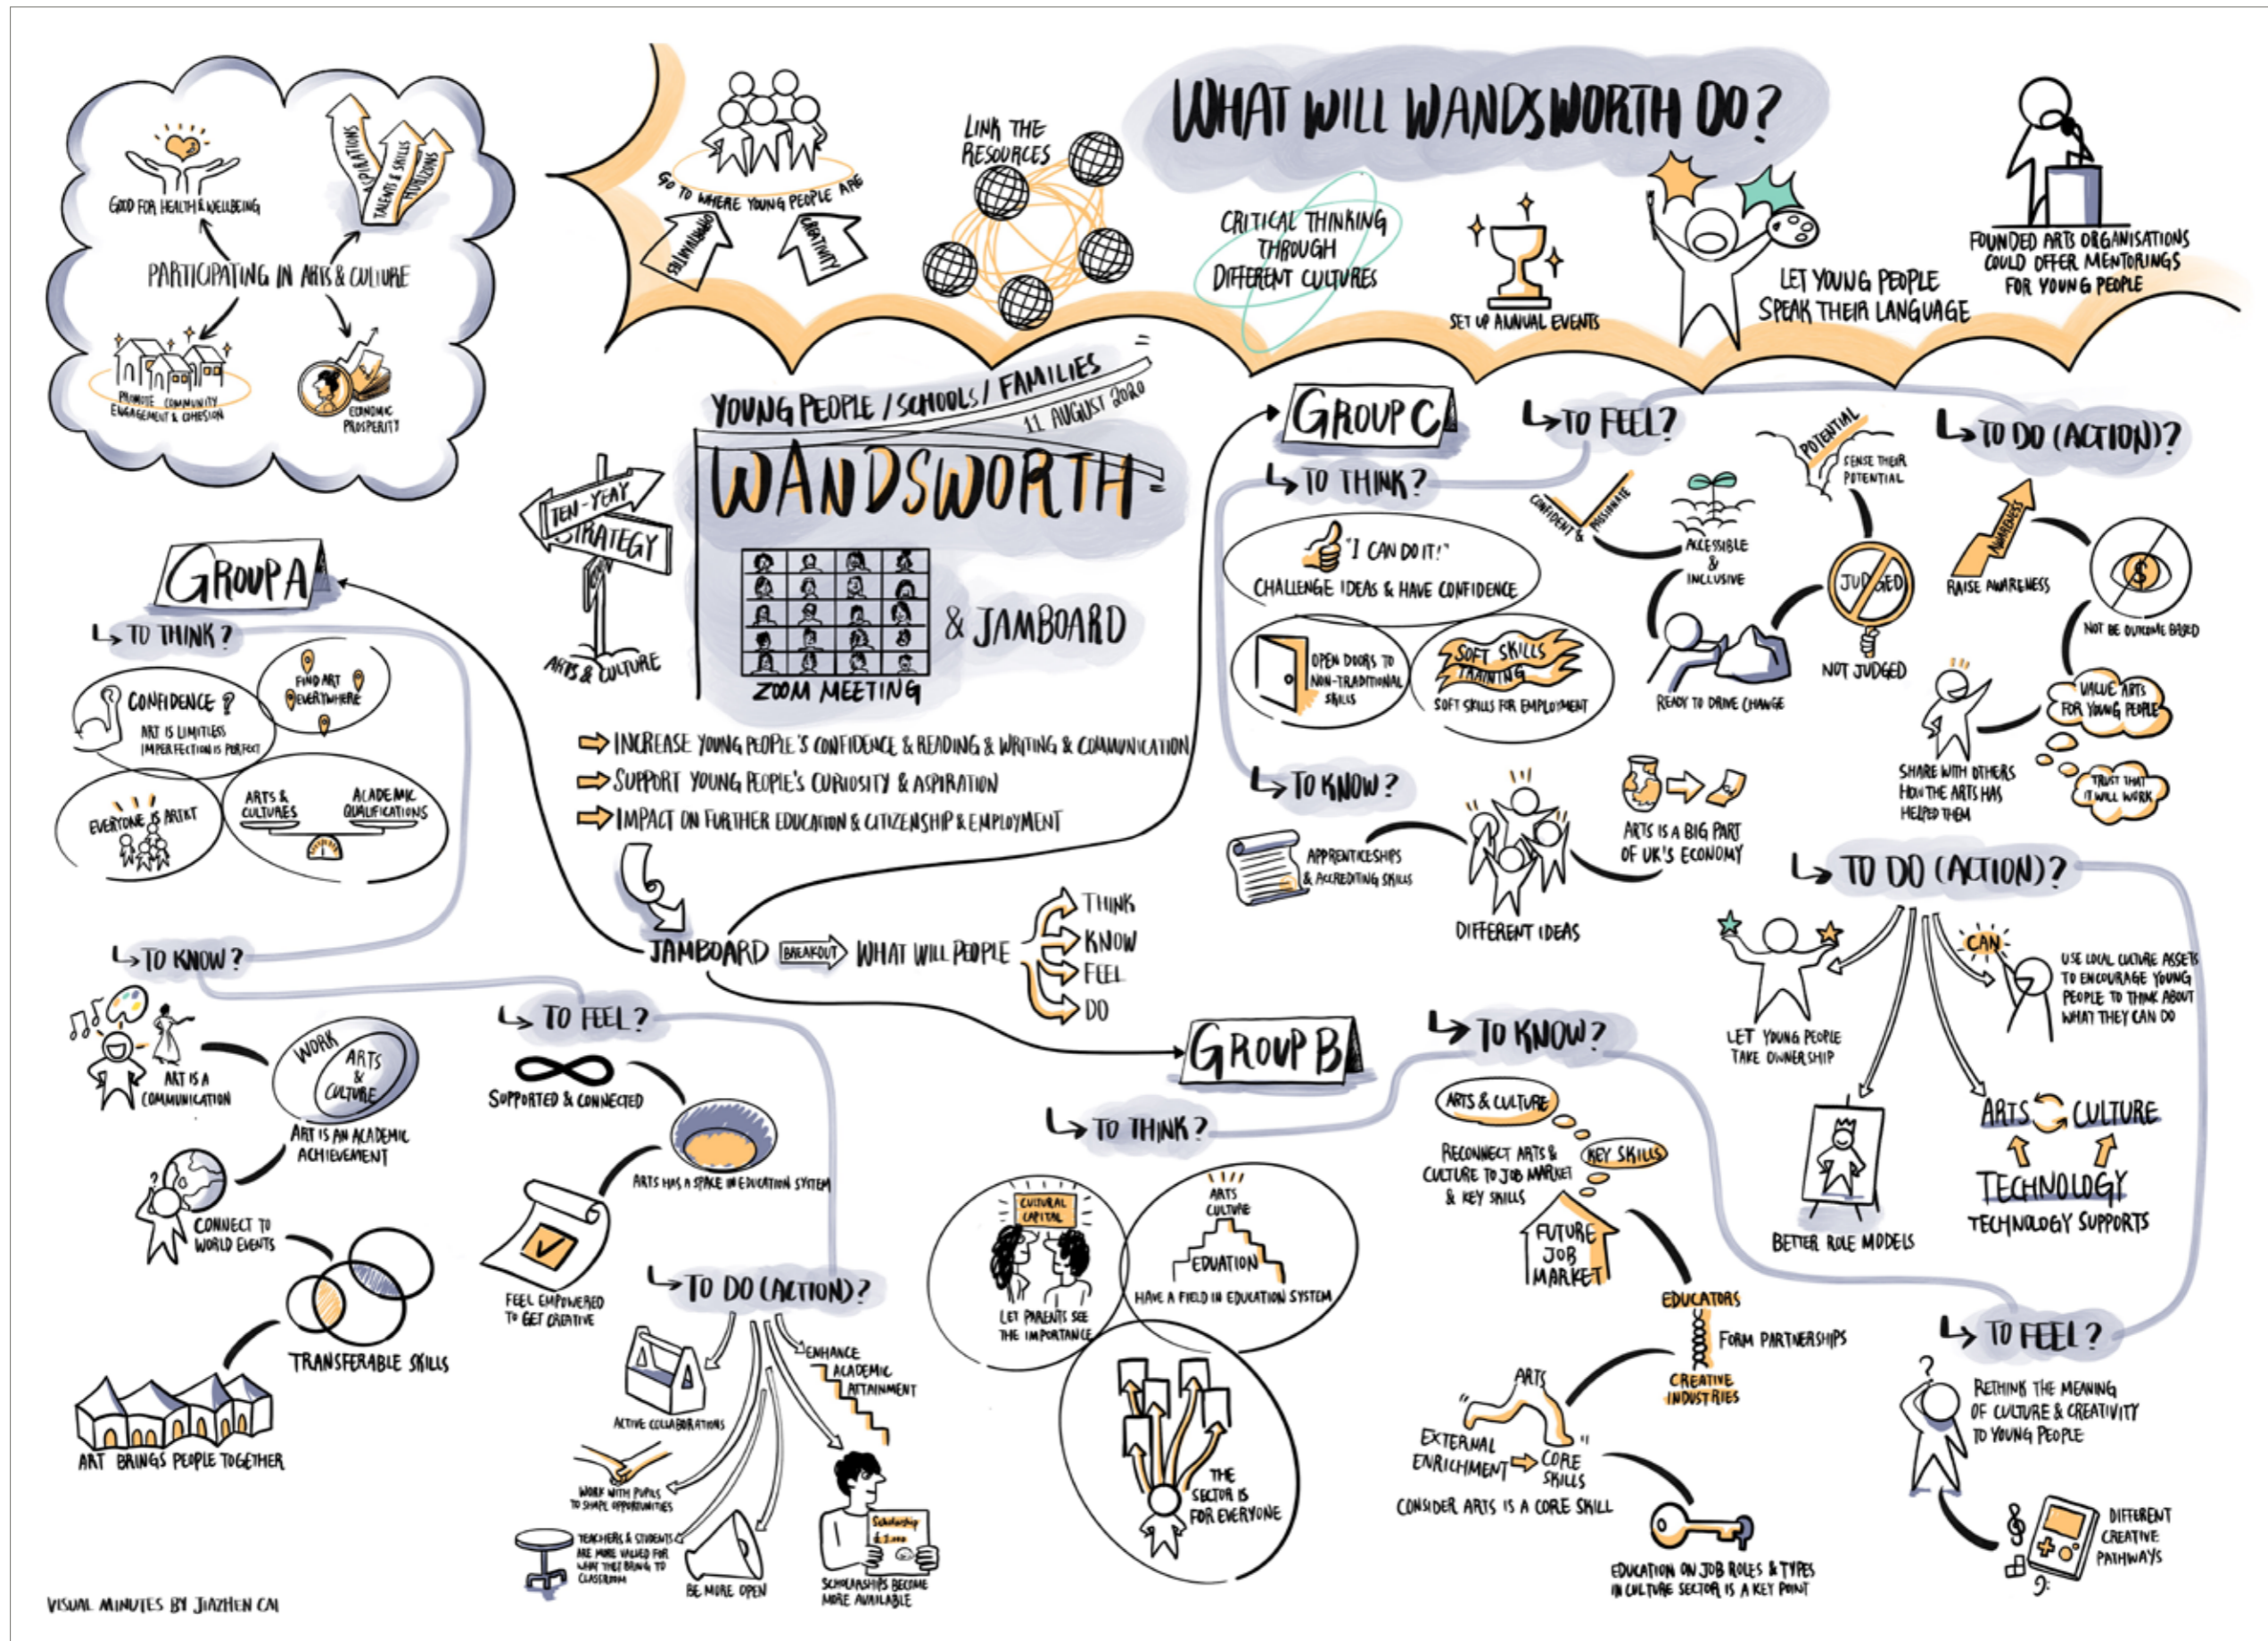 GOOD FOR HEALTH & WELLBEING
ASPIRATIONS
TALENTS & SKILLS
HORIZONS
PARTICIPATING IN ARTS & CULTURE
PROMOTE COMMUNITY
ENGAGEMENT & COHESION
ECONOMIC
PROSPERITY
GO TO WHERE YOUNG PEOPLE ARE
OPPORTUNITIES
CREATIVITY
LINK THE
RESOURCES
WHAT WILL WANDSWORTH DO?
CRITICAL THINKING
THROUGH
DIFFERENT CULTURES
SET UP ANNUAL EVENTS
LET YOUNG PEOPLE
SPEAK THEIR LANGUAGE
FOUNDED ARTS ORGANISATIONS
COULD OFFER MENTORINGS
FOR YOUNG PEOPLE
YOUNG PEOPLE / SCHOOLS / FAMILIES
11 AUGUST 2020
WANDSWORTH
TEN-YEAY
STRATEGY
ARTS & CULTURE
& JAMBOARD
ZOOM MEETING
INCREASE YOUNG PEOPLE'S CONFIDENCE & READING & WRITING & COMMUNICATION
SUPPORT YOUNG PEOPLE'S CURIOSITY & ASPIRATION
IMPACT ON FURTHER EDUCATION & CITIZENSHIP & EMPLOYMENT
JAMBOARD
BREAKOUT
WHAT WILL PEOPLE
THINK
KNOW
FEEL
DO
GROUP A
TO THINK?
CONFIDENCE?
ART IS LIMITLESS
IMPERFECTION IS PERFECT
FIND ART
EVERYWHERE
EVERYONE IS ARTIST
ARTS &
CULTURES
ACADEMIC
QUALIFICATIONS
TO KNOW?
ART IS A
COMMUNICATION
WORK
ARTS
&
CULTURE
ART IS AN ACADEMIC
ACHIEVEMENT
CONNECT TO
WORLD EVENTS
TRANSFERABLE SKILLS
ART BRINGS PEOPLE TOGETHER
TO FEEL?
SUPPORTED & CONNECTED
ARTS HAS A SPACE IN EDUCATION SYSTEM
FEEL EMPOWERED
TO GET CREATIVE
TO DO (ACTION)?
ACTIVE COLLABORATIONS
ENHANCE
ACADEMIC
ATTAINMENT
WORK WITH PUPILS
TO SHAPE OPPORTUNITIES
TEACHERS & STUDENTS
ARE MORE VALUED FOR
WHAT THEY BRING TO
CLASSROOM
BE MORE OPEN
Scholarship
SCHOLARSHIPS BECOME
MORE AVAILABLE
GROUP C
TO THINK?
"I CAN DO IT!"
CHALLENGE IDEAS & HAVE CONFIDENCE
OPEN DOORS TO
NON-TRADITIONAL
SKILLS
SOFT SKILLS
TRAINING
SOFT SKILLS FOR EMPLOYMENT
TO FEEL?
CONFIDENT &
PASSIONATE
ACCESSIBLE
&
INCLUSIVE
POTENTIAL
SENSE THEIR
POTENTIAL
JUDGED
NOT JUDGED
READY TO DRIVE CHANGE
TO DO (ACTION)?
AWARENESS
RAISE AWARENESS
$
NOT BE OUTCOME BASED
VALUE ARTS
FOR YOUNG PEOPLE
TRUST THAT
IT WILL WORK
SHARE WITH OTHERS
HOW THE ARTS HAS
HELPED THEM
TO KNOW?
APPRENTICESHIPS
& ACCREDITING SKILLS
DIFFERENT IDEAS
ARTS IS A BIG PART
OF UK'S ECONOMY
GROUP B
TO THINK?
CULTURAL
CAPITAL
LET PARENTS SEE
THE IMPORTANCE
ARTS
CULTURE
EDUATION
HAVE A FIELD IN EDUCATION SYSTEM
THE
SECTOR IS
FOR EVERYONE
TO KNOW?
ARTS & CULTURE
RECONNECT ARTS &
CULTURE TO JOB MARKET
& KEY SKILLS
KEY SKILLS
FUTURE
JOB
MARKET
EDUCATORS
FORM PARTNERSHIPS
CREATIVE
INDUSTRIES
ARTS
EXTERNAL
ENRICHMENT
CORE
SKILLS
CONSIDER ARTS IS A CORE SKILL
EDUCATION ON JOB ROLES & TYPES
IN CULTURE SECTOR IS A KEY POINT
TO DO (ACTION)?
LET YOUNG PEOPLE
TAKE OWNERSHIP
CAN
USE LOCAL CULTURE ASSETS
TO ENCOURAGE YOUNG
PEOPLE TO THINK ABOUT
WHAT THEY CAN DO
BETTER ROLE MODELS
ARTS
CULTURE
TECHNOLOGY
TECHNOLOGY SUPPORTS
TO FEEL?
RETHINK THE MEANING
OF CULTURE & CREATIVITY
TO YOUNG PEOPLE
DIFFERENT
CREATIVE
PATHWAYS
VISUAL MINUTES BY JIAZHEN CAI